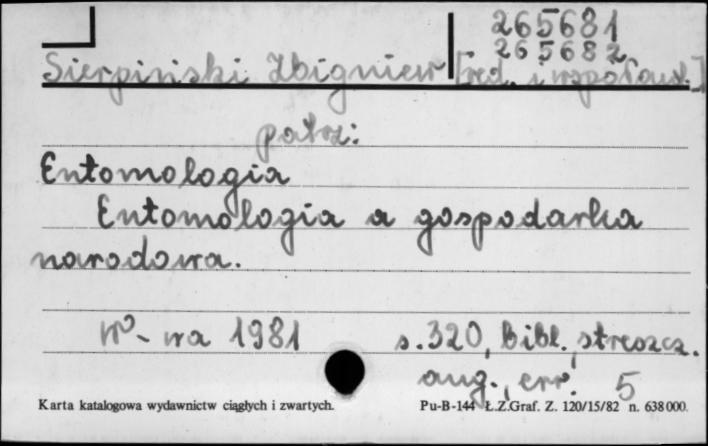 265681
265682
Sierpiński Zbigniew [red. i współaut.]
patrz:
Entomologia
Entomologia a gospodarka
narodowa.
W-wa 1981 s.320, bibl., streszcz.
ang., err. 5
Karta katalogowa wydawnictw ciągłych i zwartych. Pu-B-144 Ł.Z.Graf. Z. 120/15/82 n. 638000.